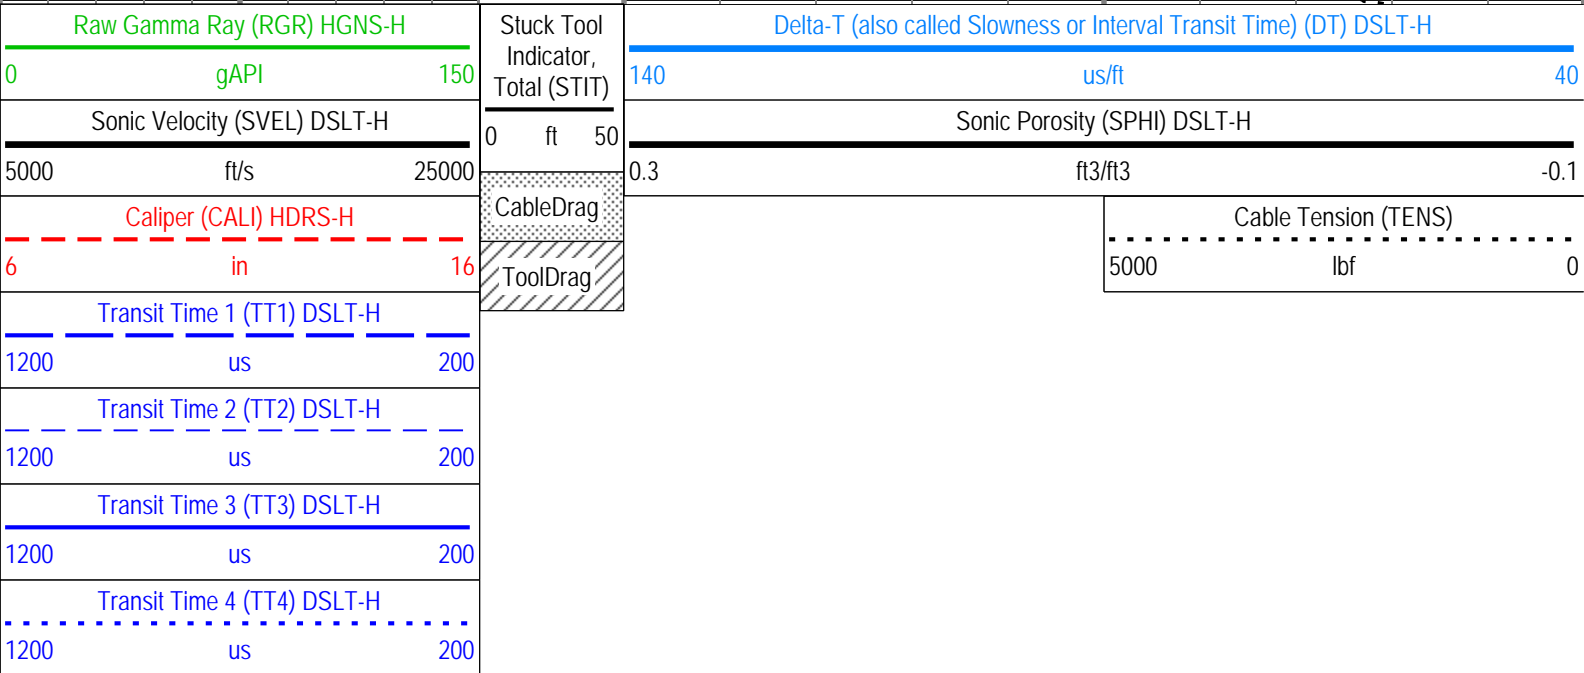 Raw Gamma Ray (RGR) HGNS-H
0 gAPI 150
Sonic Velocity (SVEL) DSLT-H
5000 ft/s 25000
Caliper (CALI) HDRS-H
6 in 16
Transit Time 1 (TT1) DSLT-H
1200 us 200
Transit Time 2 (TT2) DSLT-H
1200 us 200
Transit Time 3 (TT3) DSLT-H
1200 us 200
Transit Time 4 (TT4) DSLT-H
1200 us 200
Stuck Tool
Indicator,
Total (STIT)
0 ft 50
CableDrag
ToolDrag
Delta-T (also called Slowness or Interval Transit Time) (DT) DSLT-H
140 us/ft 40
Sonic Porosity (SPHI) DSLT-H
0.3 ft3/ft3 -0.1
Cable Tension (TENS)
5000 lbf 0